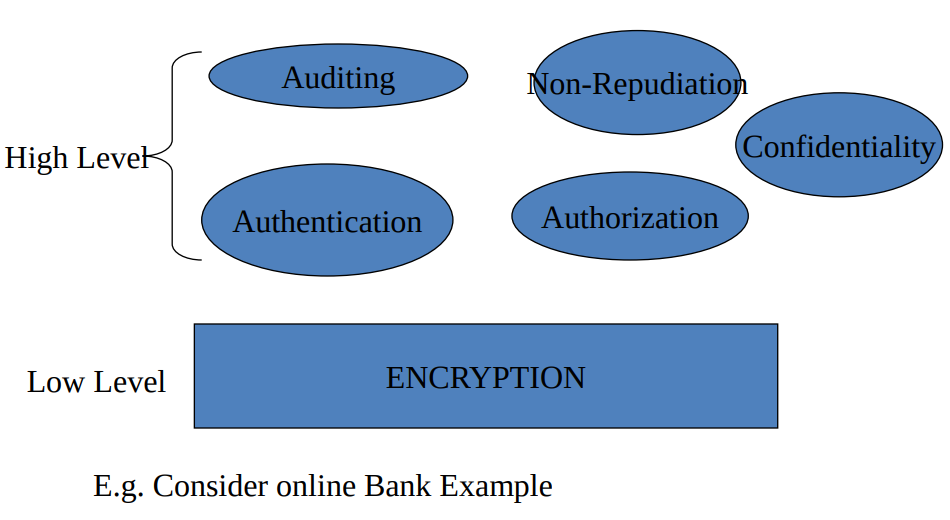 Auditing
Non-Repudiation
Confidentiality
High Level
Authentication
Authorization
Low Level
ENCRYPTION
E.g. Consider online Bank Example